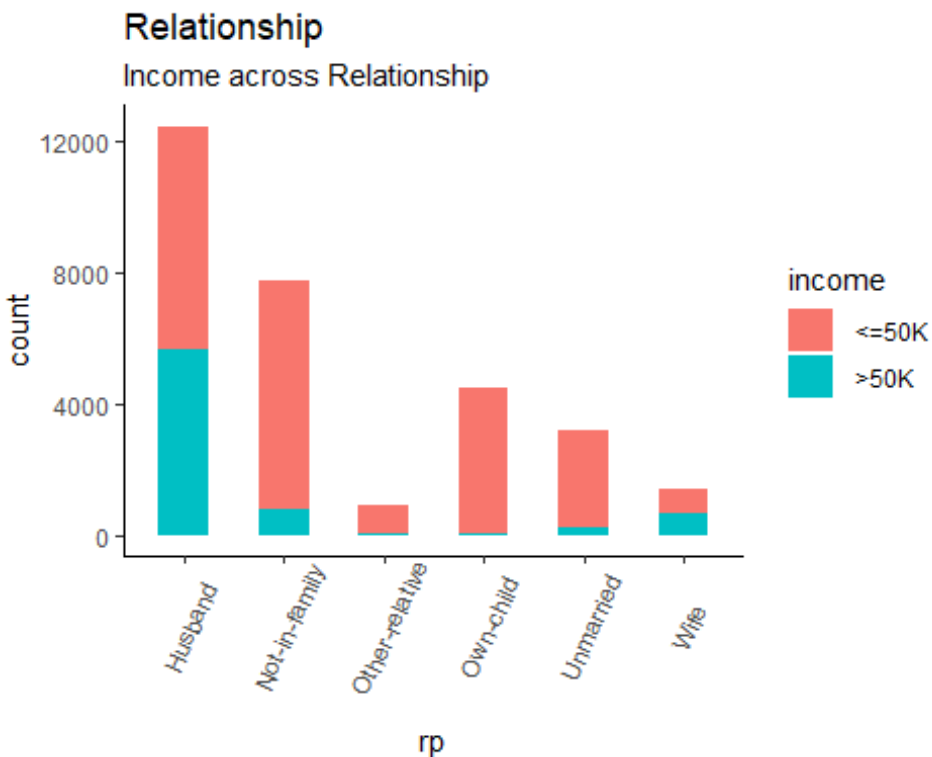 Relationship
Income across Relationship
count
12000
8000
4000
0
Husband
Not-in-family
Other-relative
Own-child
Unmarried
Wife
rp
income
<=50K
>50K